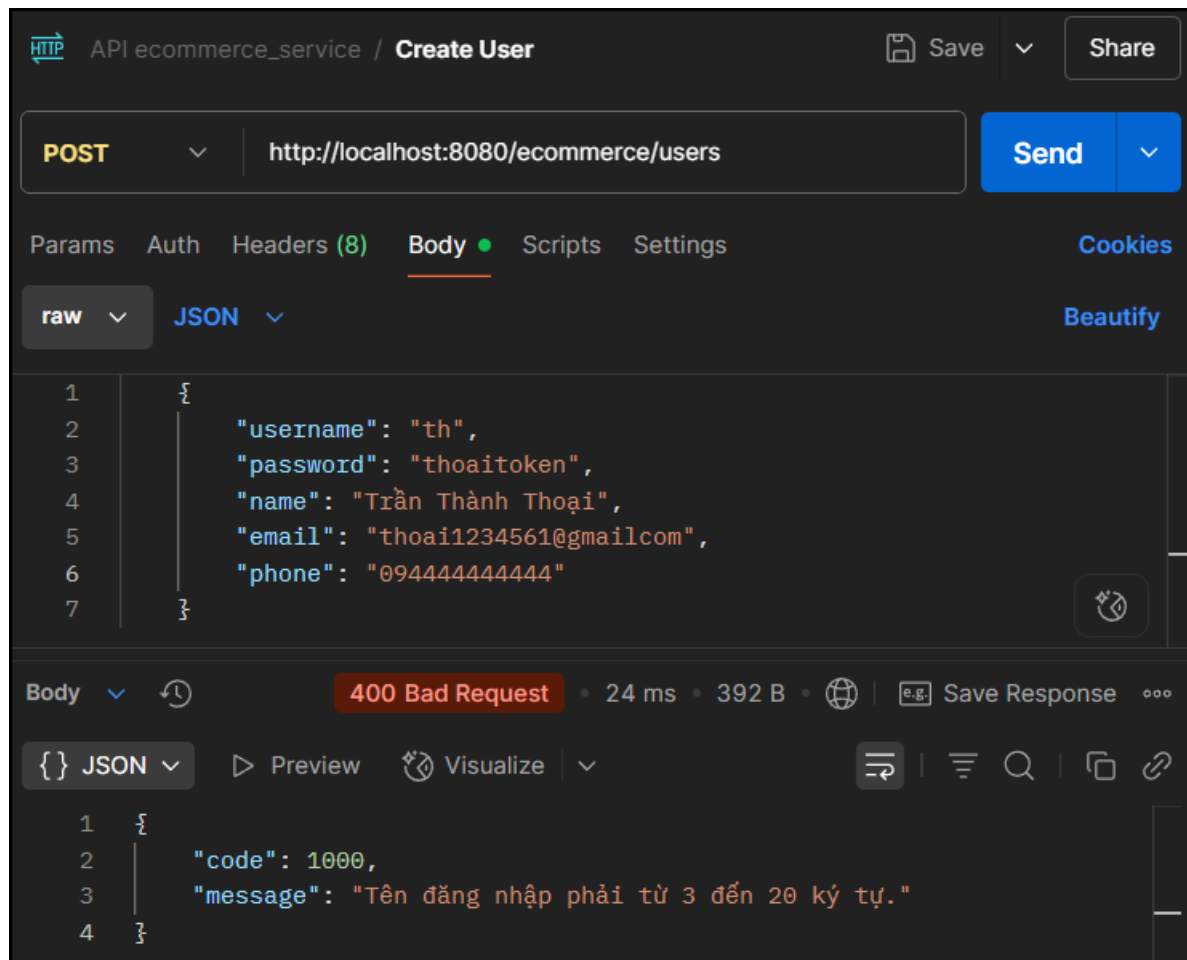 HTTP API ecommerce_service / Create User Save Share
POST http://localhost:8080/ecommerce/users Send
Params Auth Headers (8) Body Scripts Settings Cookies
raw JSON Beautify
1 {
2 "username": "th",
3 "password": "thoaitoken",
4 "name": "Trần Thành Thoại",
5 "email": "thoai1234561@gmailcom",
6 "phone": "094444444444"
7 }
Body 400 Bad Request • 24 ms • 392 B • e.g. Save Response
{} JSON Preview Visualize
1 {
2 "code": 1000,
3 "message": "Tên đăng nhập phải từ 3 đến 20 ký tự."
4 }